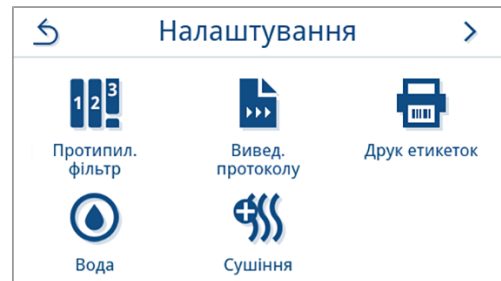 Налаштування
1 2 3
Протипил.
фільтр
Вивед.
протоколу
Друк етикеток
Вода
Сушіння